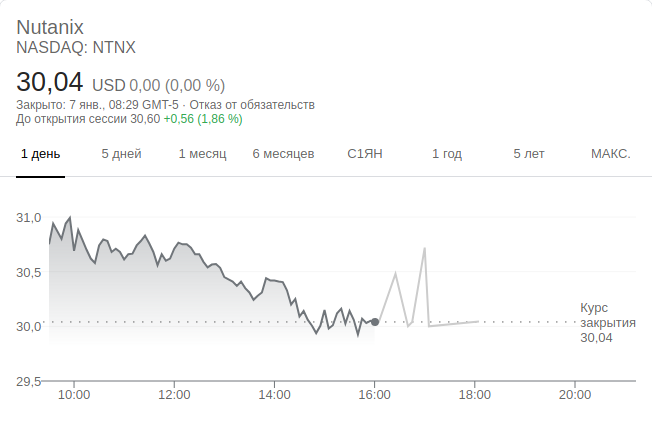 Nutanix
NASDAQ: NTNX
30,04 USD 0,00 (0,00 %)
Закрыто: 7 янв., 08:29 GMT-5 · Отказ от обязательств
До открытия сессии 30,60 +0,56 (1,86 %)
1 день 5 дней 1 месяц 6 месяцев С1ЯН 1 год 5 лет МАКС.
31,0
30,5
Курс
закрытия
30,04
30,0
29,5
10:00 12:00 14:00 16:00 18:00 20:00